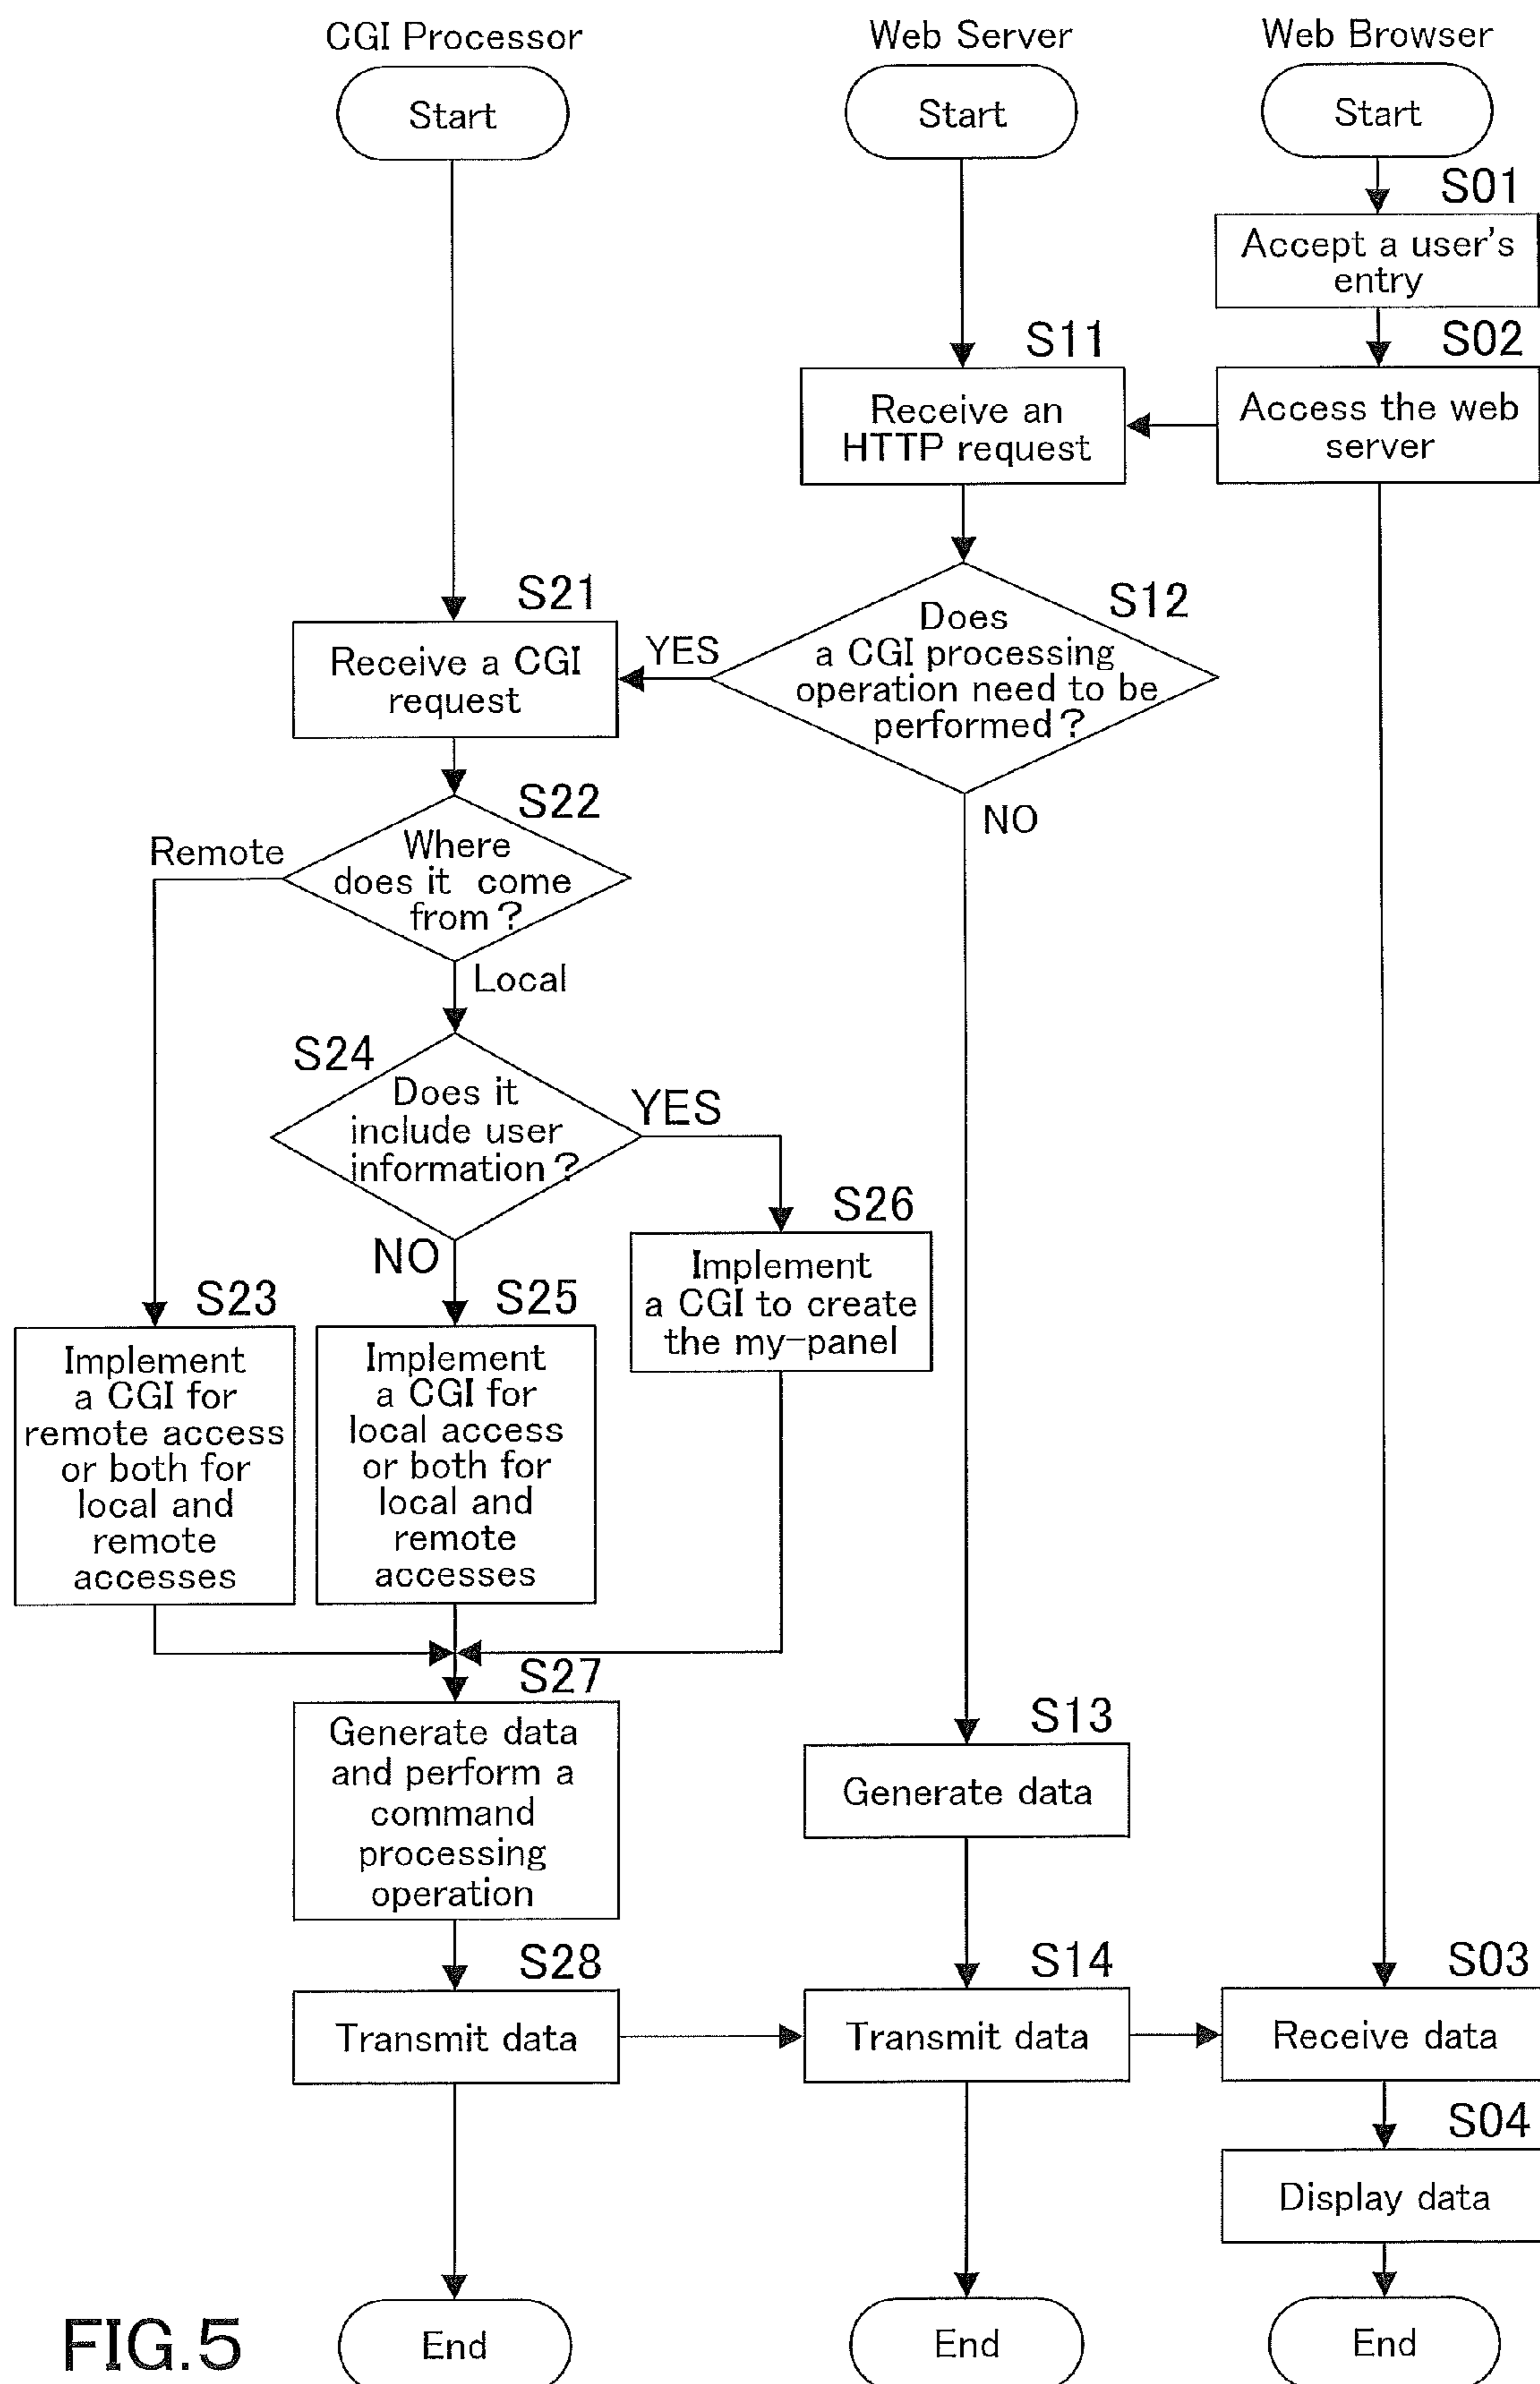 CGI Processor
Start
S21
Receive a CGI
request
S22
Where
does it come
from?
Remote
Local
S24
Does it
include user
information?
YES
NO
S23
Implement
a CGI for
remote access
or both for
local and
remote
accesses
S25
Implement
a CGI for
local access
or both for
local and
remote
accesses
S26
Implement
a CGI to create
the my-panel
S27
Generate data
and perform a
command
processing
operation
S28
Transmit data
End
Web Server
Start
S11
Receive an
HTTP request
S12
Does
a CGI processing
operation need to be
performed?
YES
NO
S13
Generate data
S14
Transmit data
End
Web Browser
Start
S01
Accept a user's
entry
S02
Access the web
server
S03
Receive data
S04
Display data
End
FIG.5